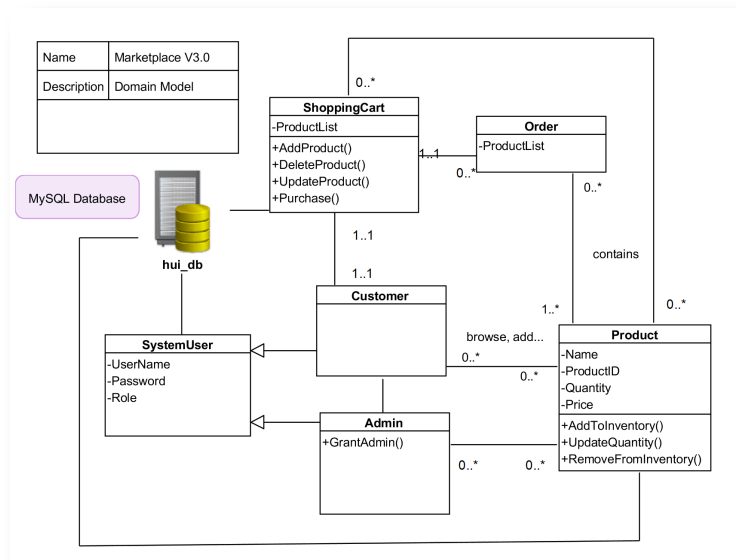 Name
Marketplace V3.0
Description
Domain Model
0..*
ShoppingCart
-ProductList
+AddProduct()
+DeleteProduct()
+UpdateProduct()
+Purchase()
1..1
0..*
Order
-ProductList
0..*
MySQL Database
hui_db
1..1
1..1
contains
1..*
0..*
Customer
browse, add...
0..*
0..*
SystemUser
-UserName
-Password
-Role
Product
-Name
-ProductID
-Quantity
-Price
+AddToInventory()
+UpdateQuantity()
+RemoveFromInventory()
Admin
+GrantAdmin()
0..*
0..*